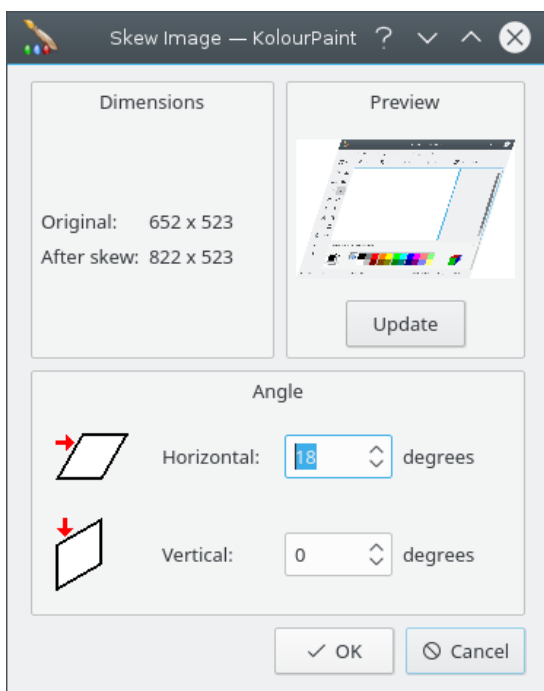 Skew Image — KolourPaint
Dimensions
Original: 652 x 523
After skew: 822 x 523
Preview
Update
Angle
Horizontal: 18 degrees
Vertical: 0 degrees
OK
Cancel